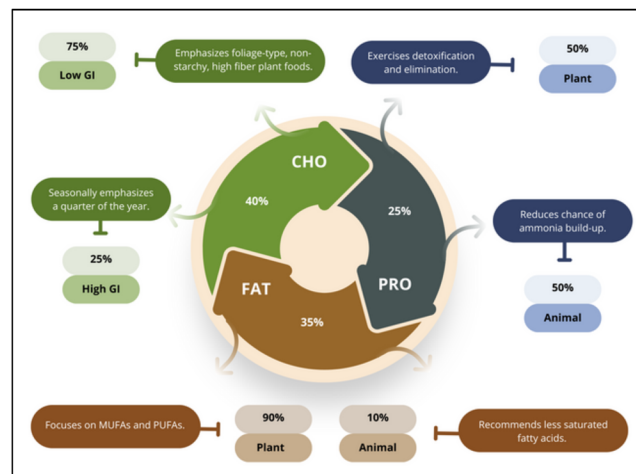 75%
Low GI
Emphasizes foliage-type, non-
starchy, high fiber plant foods.
Exercises detoxification
and elimination.
50%
Plant
CHO
40%
25%
Seasonally emphasizes
a quarter of the year.
25%
High GI
Reduces chance of
ammonia build-up.
50%
Animal
FAT
PRO
35%
Focuses on MUFAs and PUFAs.
90%
Plant
10%
Animal
Recommends less saturated
fatty acids.